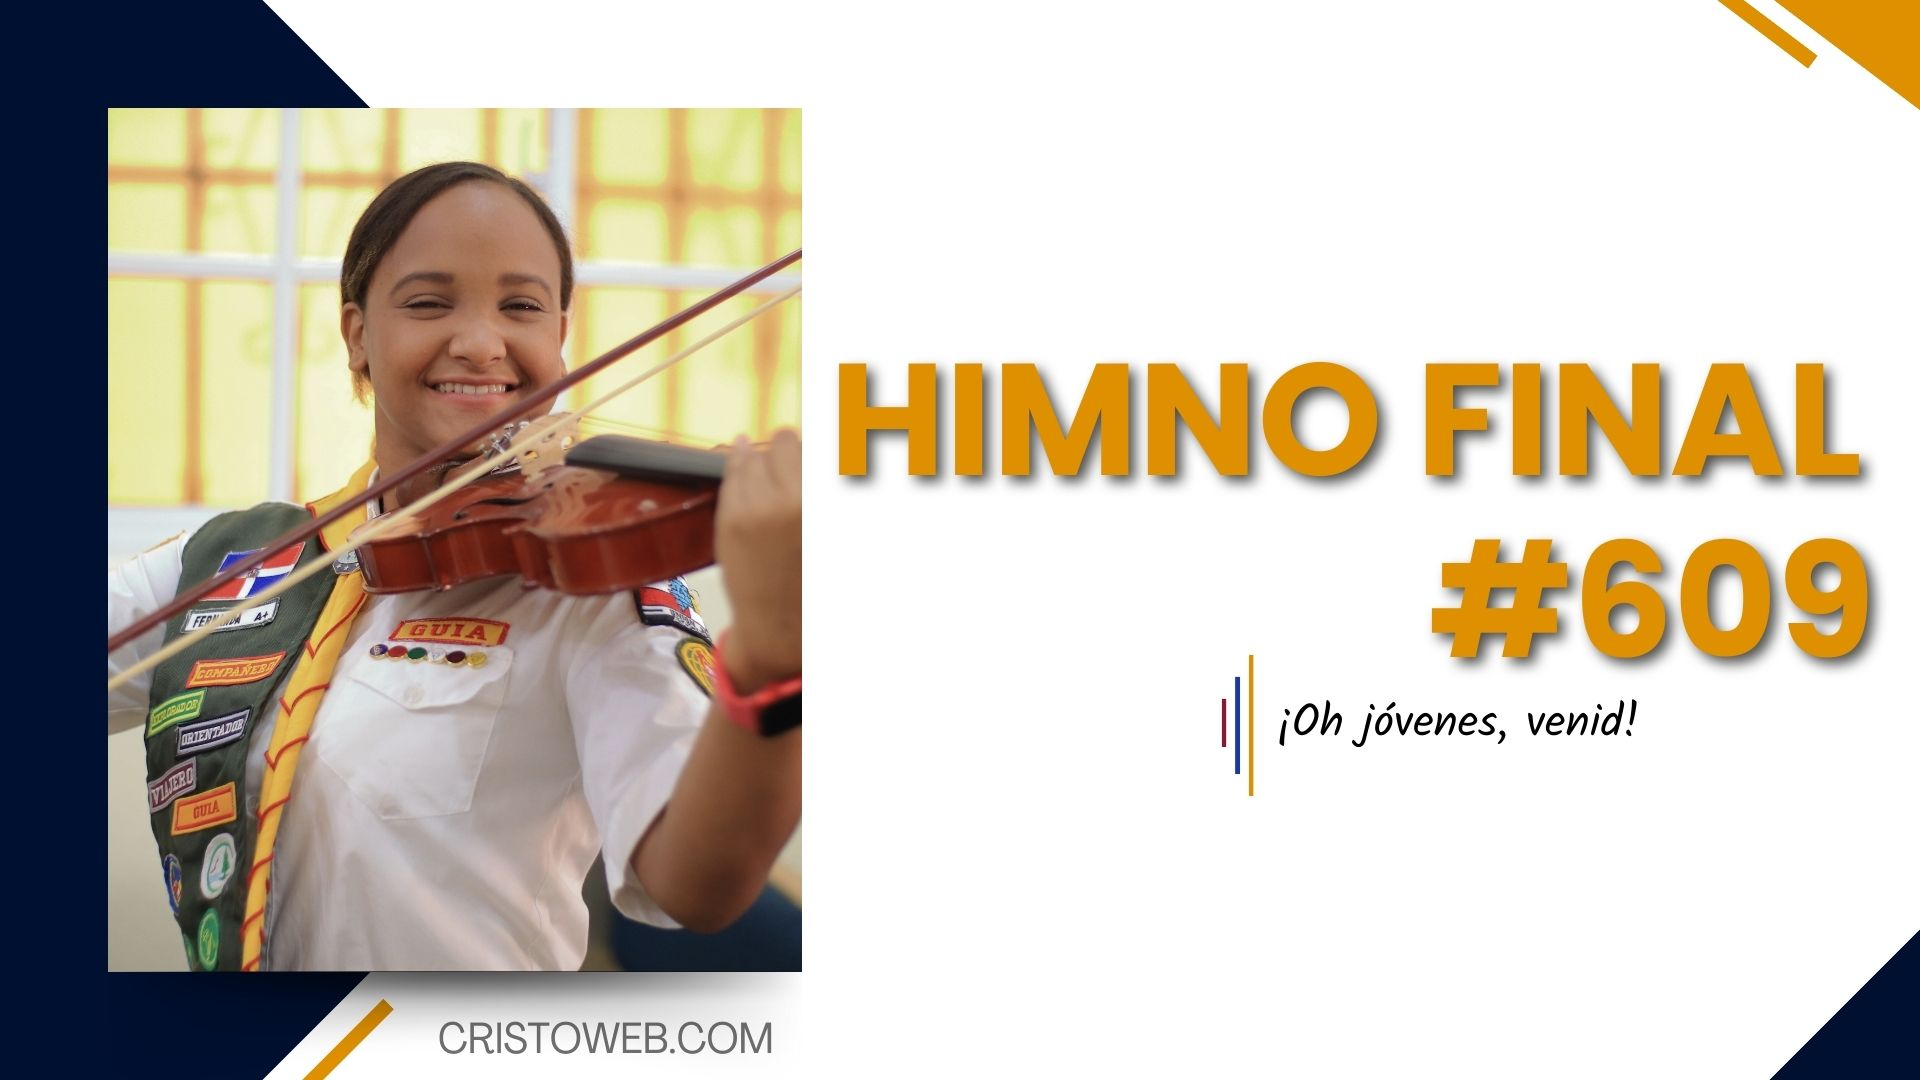 HIMNO FINAL
#609
¡Oh jóvenes, venid!
GUIA
COMPAÑERO
EXPLORADOR
ORIENTADOR
VIAJERO
GUIA
A+
CRISTOWEB.COM